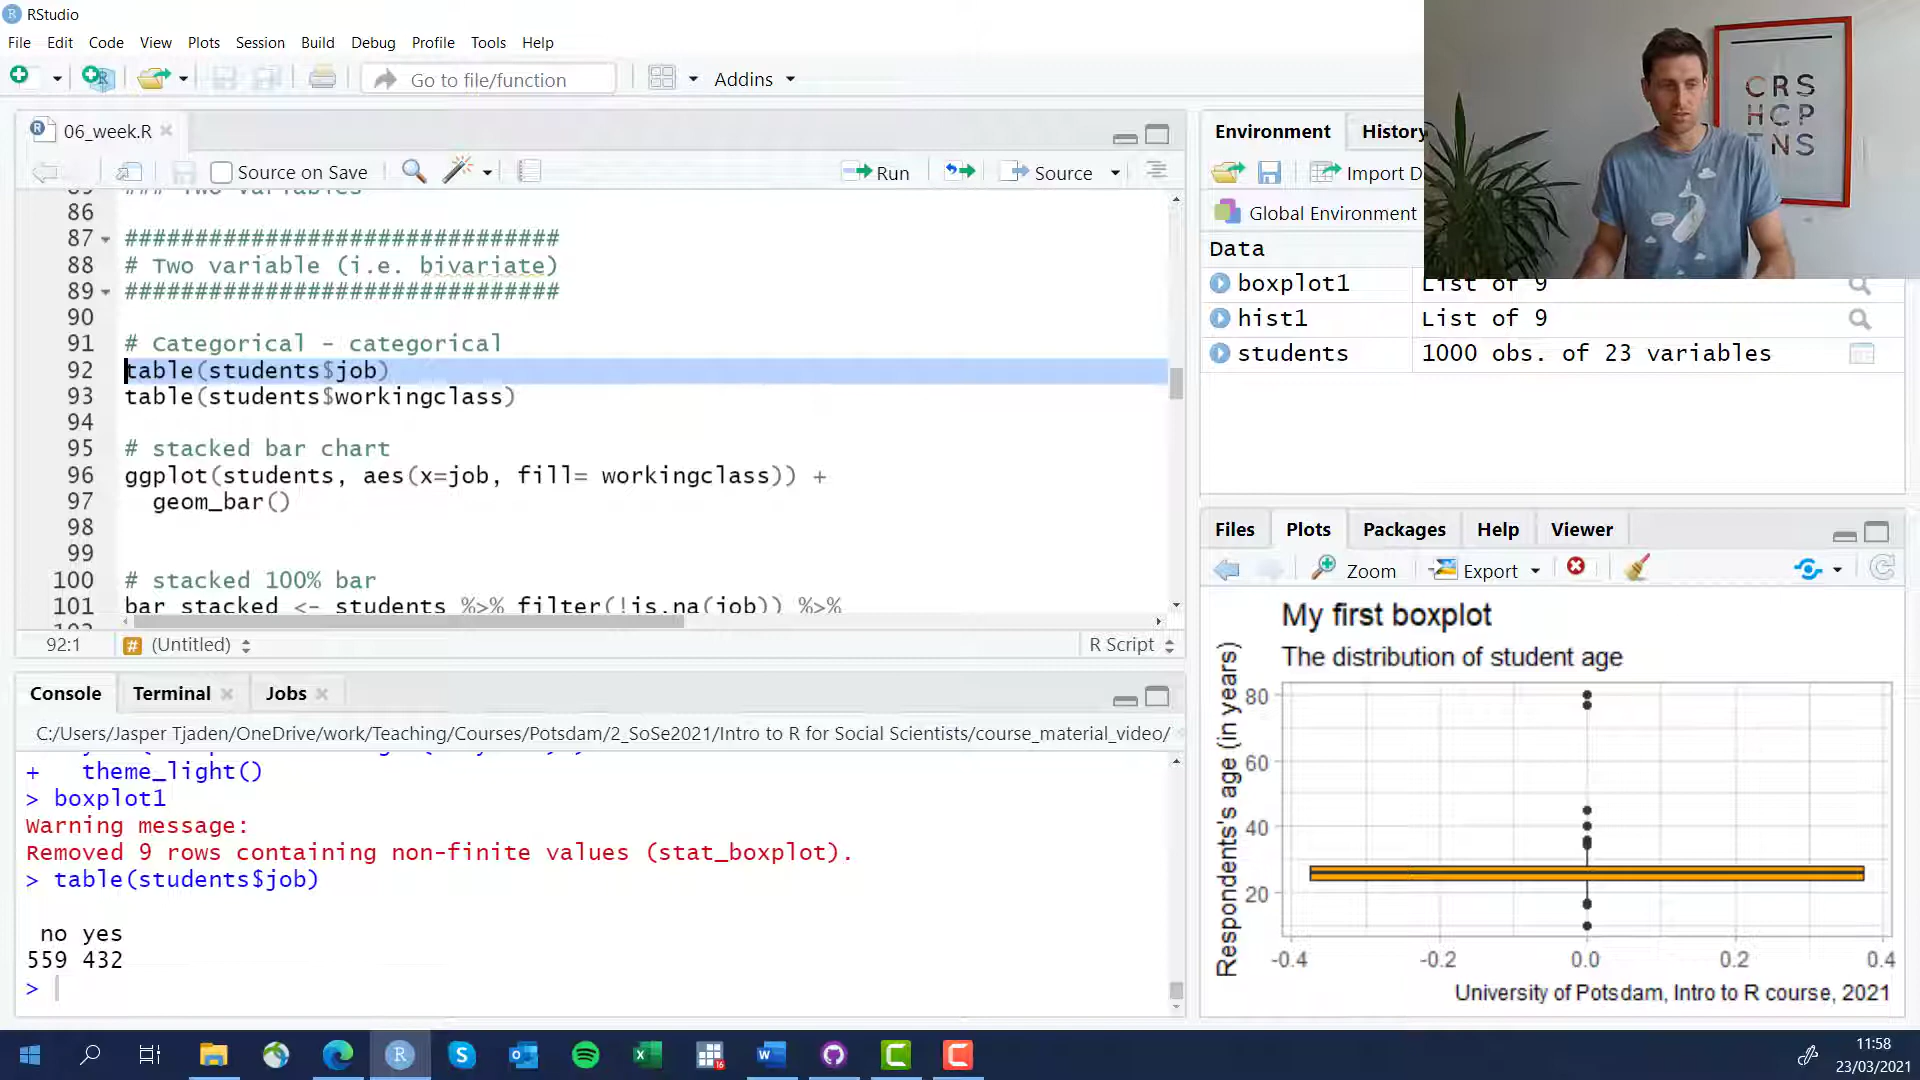 RStudio
File Edit Code View Plots Session Build Debug Profile Tools Help
Go to file/function
Addins
06_week.R
Source on Save
Run
Source
86
87 ###############################
88 # Two variable (i.e. bivariate)
89 ###############################
90
91 # Categorical - categorical
92 table(students$job)
93 table(students$workingclass)
94
95 # stacked bar chart
96 ggplot(students, aes(x=job, fill= workingclass)) +
97 geom_bar()
98
99
100 # stacked 100% bar
101 bar_stacked <- students %>% filter(!is.na(job)) %>%
92:1
# (Untitled)
R Script
Console Terminal Jobs
C:/Users/Jasper Tjaden/OneDrive/work/Teaching/Courses/Potsdam/2_SoSe2021/Intro to R for Social Scientists/course_material_video/
+ theme_light()
> boxplot1
Warning message:
Removed 9 rows containing non-finite values (stat_boxplot).
> table(students$job)
no yes
559 432
>
Environment History
Import D
Global Environment
Data
boxplot1 List of 9
hist1 List of 9
students 1000 obs. of 23 variables
CRS
HCP
TNS
Files Plots Packages Help Viewer
Zoom Export
My first boxplot
The distribution of student age
Respondents's age (in years)
80
60
40
20
-0.4 -0.2 0.0 0.2 0.4
University of Potsdam, Intro to R course, 2021
11:58
23/03/2021